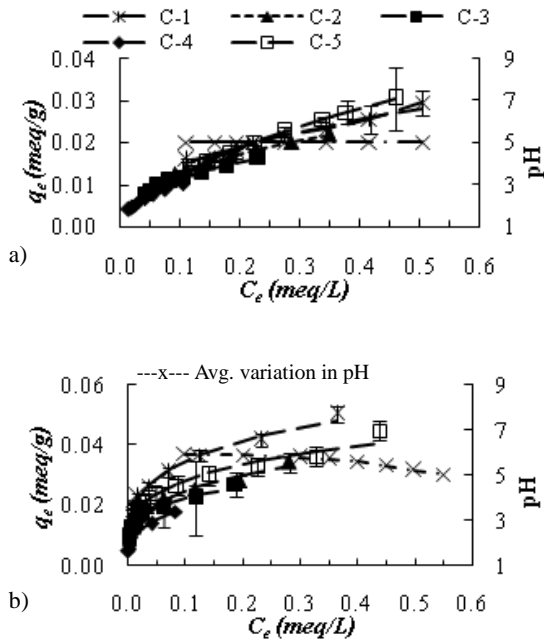 C-1 C-2 C-3
C-4 C-5
a)
qe (meq/g)
0.04
0.03
0.02
0.01
0.00
9
7
5
3
1
pH
0.0 0.1 0.2 0.3 0.4 0.5 0.6
Ce (meq/L)
b)
---x--- Avg. variation in pH
qe (meq/g)
0.06
0.04
0.02
0.00
9
7
5
3
1
pH
0.0 0.1 0.2 0.3 0.4 0.5 0.6
Ce (meq/L)